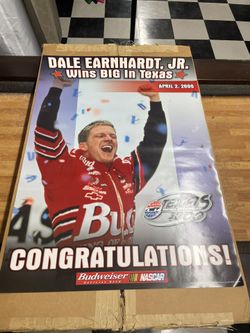 DALE EARNHARDT, JR.
Wins BIG in Texas
APRIL 2, 2000
Bud
TEXAS
500
CONGRATULATIONS!
Budweiser
NASCAR